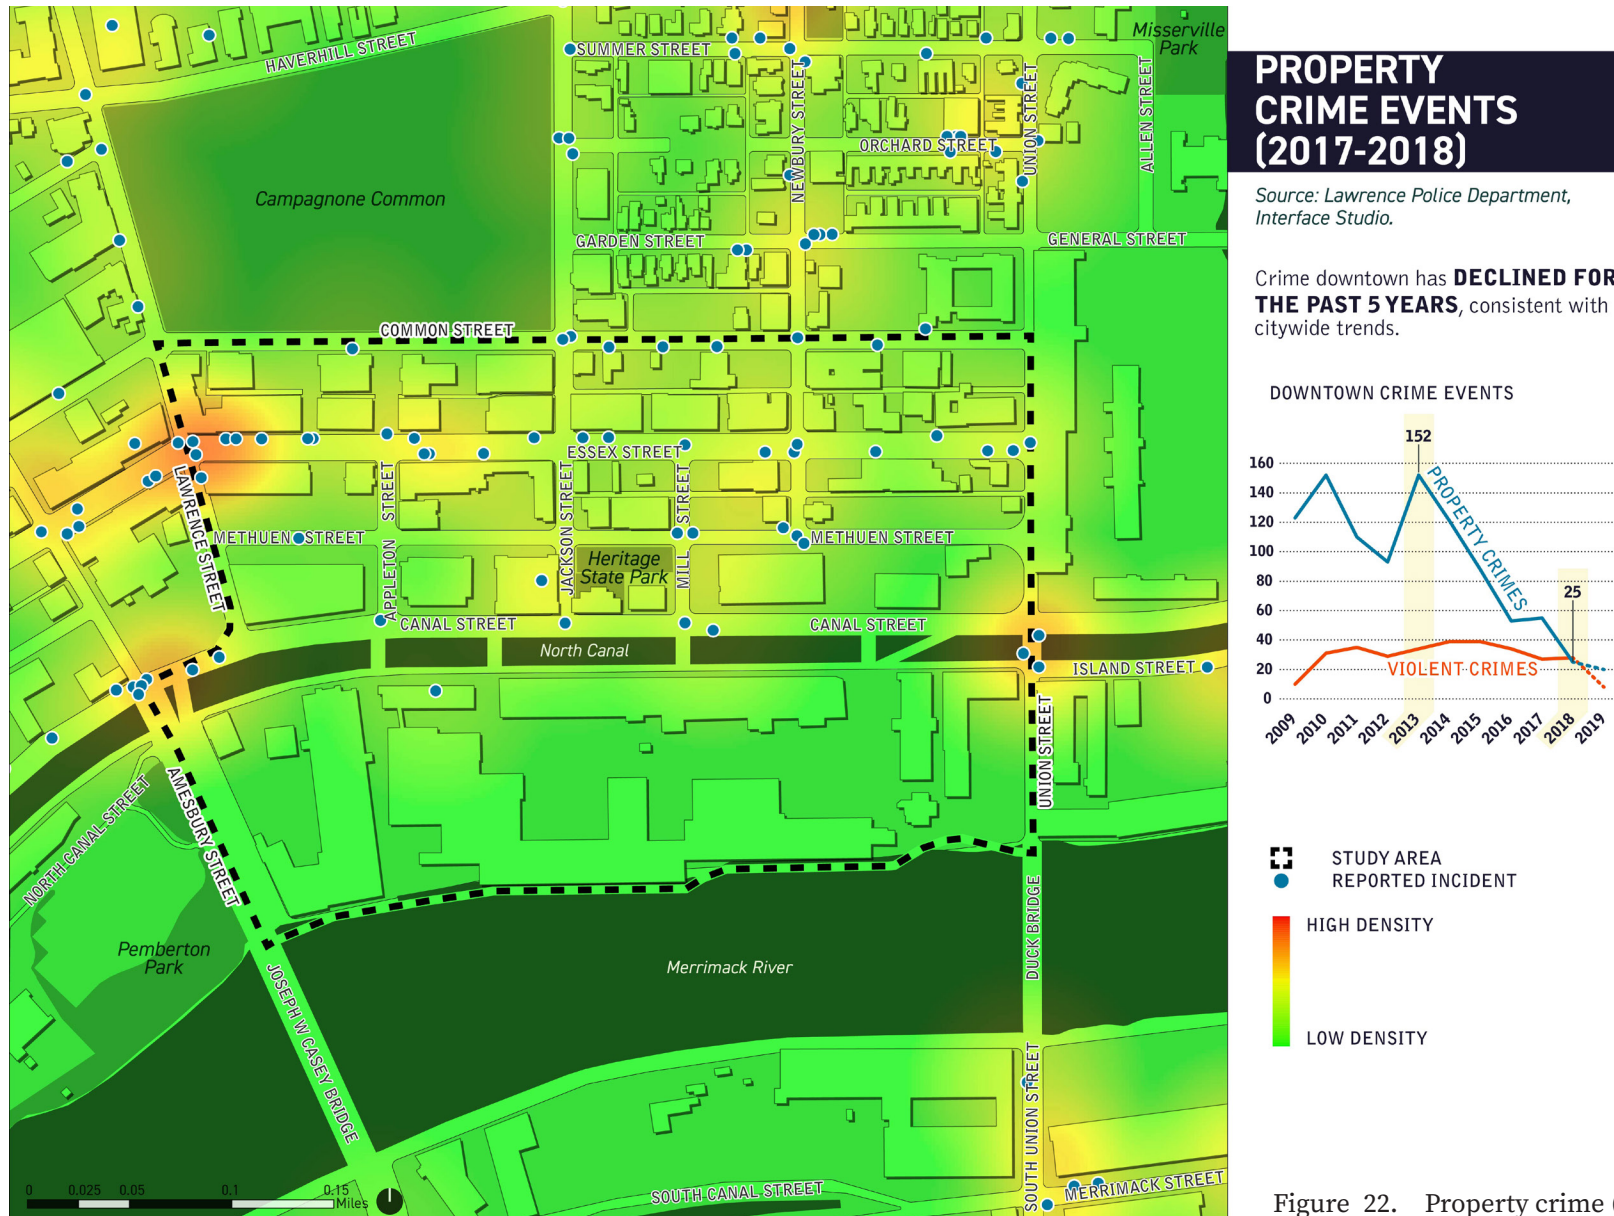 HAVERHILL STREET
SUMMER STREET
Misserville
Park
NEWBURY STREET
UNION STREET
ALLEN STREET
ORCHARD STREET
Campagnone Common
GARDEN STREET
GENERAL STREET
COMMON STREET
ESSEX STREET
LAWRENCE STREET
APPLETON STREET
JACKSON STREET
MILL STREET
METHUEN STREET
METHUEN STREET
Heritage
State Park
CANAL STREET
CANAL STREET
North Canal
ISLAND STREET
UNION STREET
AMESBURY STREET
NORTH CANAL STREET
Pemberton
Park
Merrimack River
DUCK BRIDGE
JOSEPH W CASEY BRIDGE
SOUTH UNION STREET
SOUTH CANAL STREET
MERRIMACK STREET
0 0.025 0.05 0.1 0.15
Miles
PROPERTY
CRIME EVENTS
(2017-2018)
Source: Lawrence Police Department,
Interface Studio.
Crime downtown has DECLINED FOR
THE PAST 5 YEARS, consistent with
citywide trends.
DOWNTOWN CRIME EVENTS
152
25
160
140
120
100
80
60
40
20
0
PROPERTY CRIMES
VIOLENT CRIMES
2009 2010 2011 2012 2013 2014 2015 2016 2017 2018 2019
STUDY AREA
REPORTED INCIDENT
HIGH DENSITY
LOW DENSITY
Figure 22. Property crime